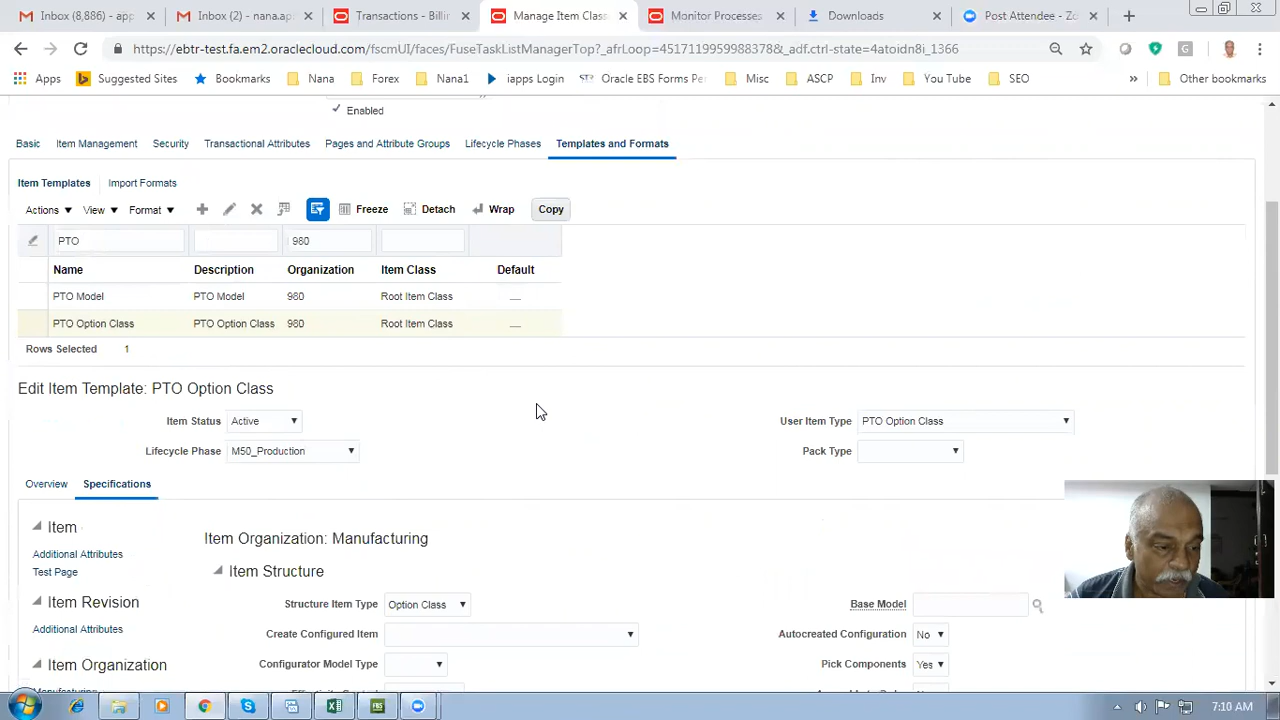 Inbox (6,886) - app
Inbox (2) - nana.ap
Transactions - Billin
Manage Item Class
Monitor Processes
Downloads
Post Attendee - Zo
https://ebtr-test.fa.em2.oraclecloud.com/fscmUI/faces/FuseTaskListManagerTop?_afrLoop=45171199599883​78&_adf.ctrl-state=4atoidn8i_1366
Apps Suggested Sites Bookmarks Nana Forex Nana1 iapps Login Oracle EBS Forms Per Misc ASCP Inv You Tube SEO » Other bookmarks
Enabled
Basic Item Management Security Transactional Attributes Pages and Attribute Groups Lifecycle Phases Templates and Formats
Item Templates Import Formats
Actions View Format Freeze Detach Wrap Copy
PTO 980
Name Description Organization Item Class Default
PTO Model PTO Model 980 Root Item Class
PTO Option Class PTO Option Class 980 Root Item Class
Rows Selected 1
Edit Item Template: PTO Option Class
Item Status Active User Item Type PTO Option Class
Lifecycle Phase M50_Production Pack Type
Overview Specifications
Item
Item Organization: Manufacturing
Additional Attributes
Test Page
Item Structure
Item Revision
Structure Item Type Option Class Base Model
Additional Attributes
Create Configured Item Autocreated Configuration No
Item Organization
Configurator Model Type Pick Components Yes
7:10 AM